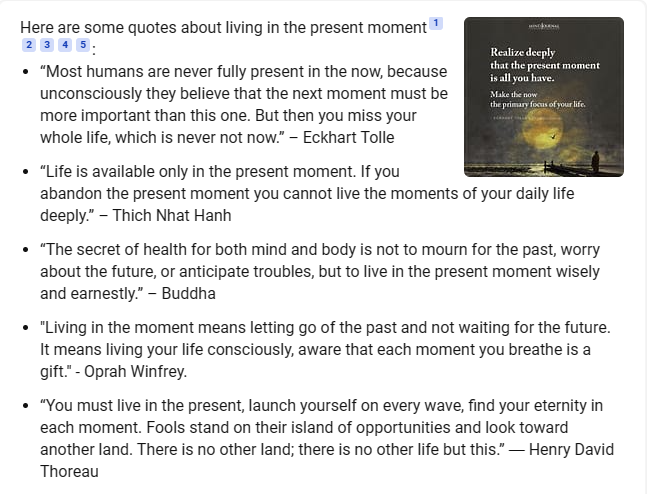 Here are some quotes about living in the present moment 1
2 3 4 5 :
• “Most humans are never fully present in the now, because
unconsciously they believe that the next moment must be
more important than this one. But then you miss your
whole life, which is never not now.” – Eckhart Tolle
• “Life is available only in the present moment. If you
abandon the present moment you cannot live the moments of your daily life
deeply.” – Thich Nhat Hanh
• “The secret of health for both mind and body is not to mourn for the past, worry
about the future, or anticipate troubles, but to live in the present moment wisely
and earnestly.” – Buddha
• "Living in the moment means letting go of the past and not waiting for the future.
It means living your life consciously, aware that each moment you breathe is a
gift." - Oprah Winfrey.
• “You must live in the present, launch yourself on every wave, find your eternity in
each moment. Fools stand on their island of opportunities and look toward
another land. There is no other land; there is no other life but this.” — Henry David
Thoreau
Realize deeply
that the present moment
is all you have.
Make the now
the primary focus of your life.
ECKHART TOLLE